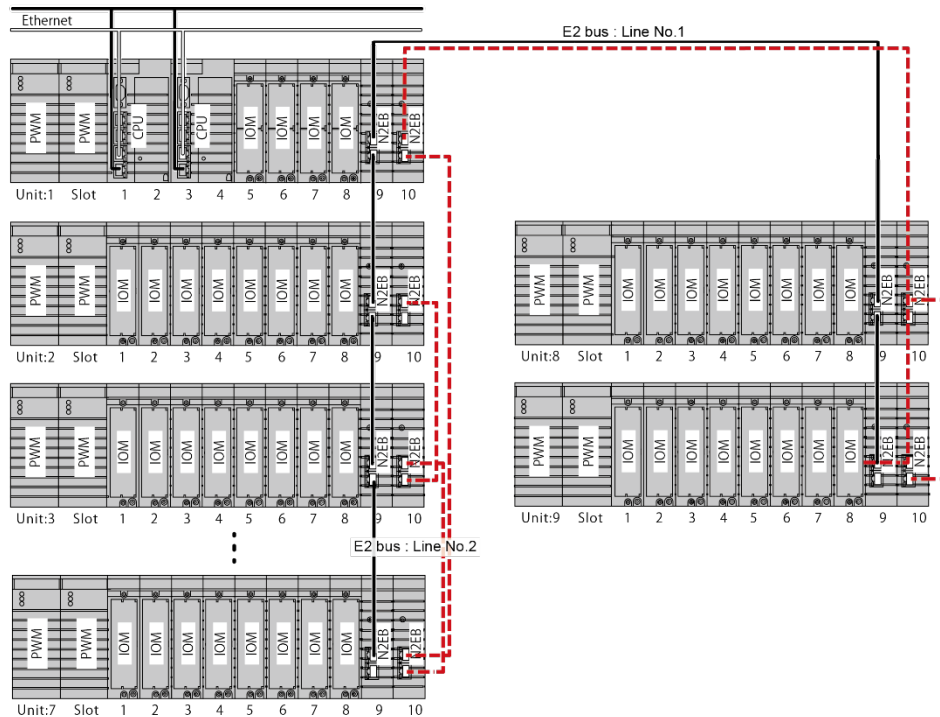 Ethernet
E2 bus : Line No.1
PWM PWM CPU CPU IOM IOM IOM IOM N2EB N2EB
Unit:1 Slot 1 2 3 4 5 6 7 8 9 10
PWM PWM IOM IOM IOM IOM IOM IOM IOM IOM N2EB N2EB
Unit:2 Slot 1 2 3 4 5 6 7 8 9 10
PWM PWM IOM IOM IOM IOM IOM IOM IOM IOM N2EB N2EB
Unit:8 Slot 1 2 3 4 5 6 7 8 9 10
PWM PWM IOM IOM IOM IOM IOM IOM IOM IOM N2EB N2EB
Unit:3 Slot 1 2 3 4 5 6 7 8 9 10
PWM PWM IOM IOM IOM IOM IOM IOM IOM IOM N2EB N2EB
Unit:9 Slot 1 2 3 4 5 6 7 8 9 10
E2 bus : Line No.2
PWM PWM IOM IOM IOM IOM IOM IOM IOM IOM N2EB N2EB
Unit:7 Slot 1 2 3 4 5 6 7 8 9 10